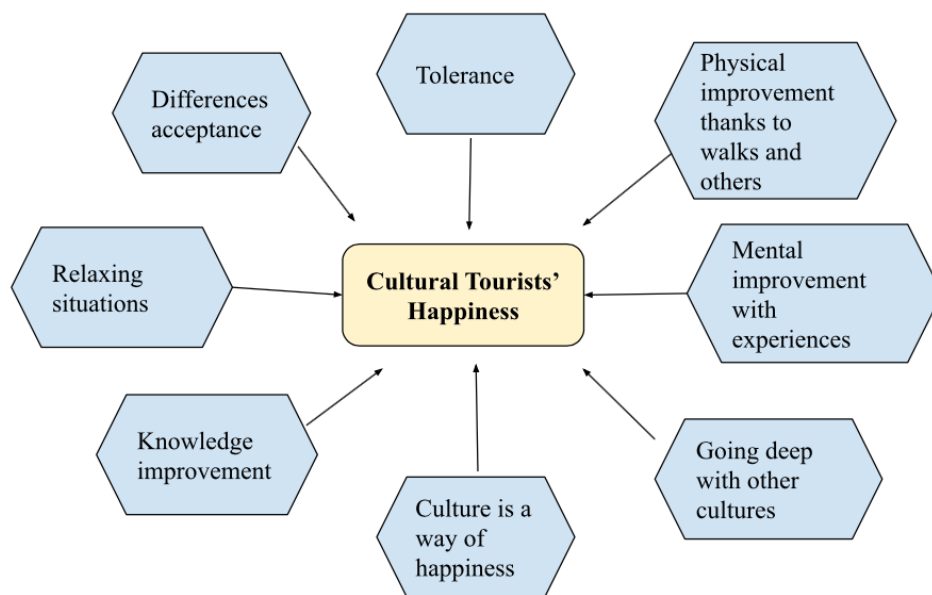 Tolerance
Differences
acceptance
Physical
improvement
thanks to
walks and
others
Relaxing
situations
Cultural Tourists’
Happiness
Mental
improvement
with
experiences
Knowledge
improvement
Culture is a
way of
happiness
Going deep
with other
cultures